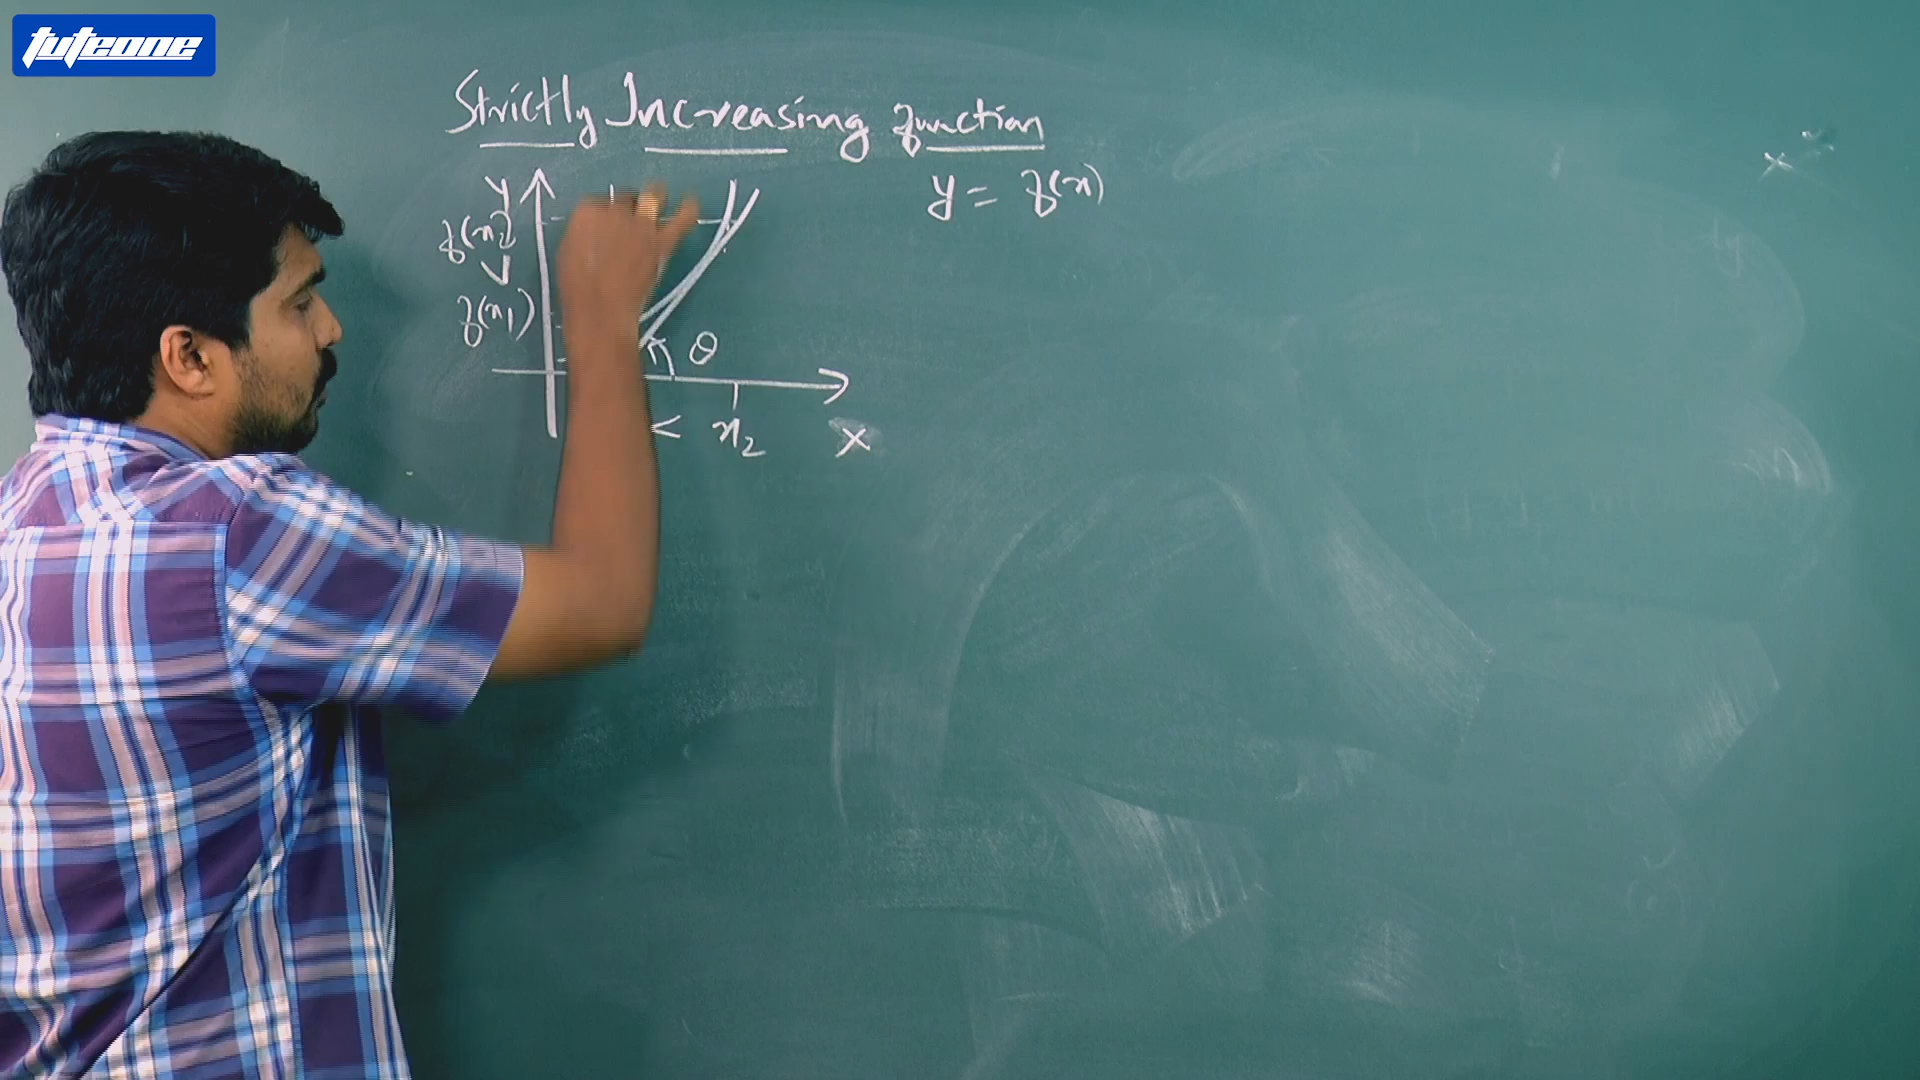 tuteone
Strictly Increasing function
y = f(x)
y
f(x2)
V
f(x1)
θ
< x2
x
x